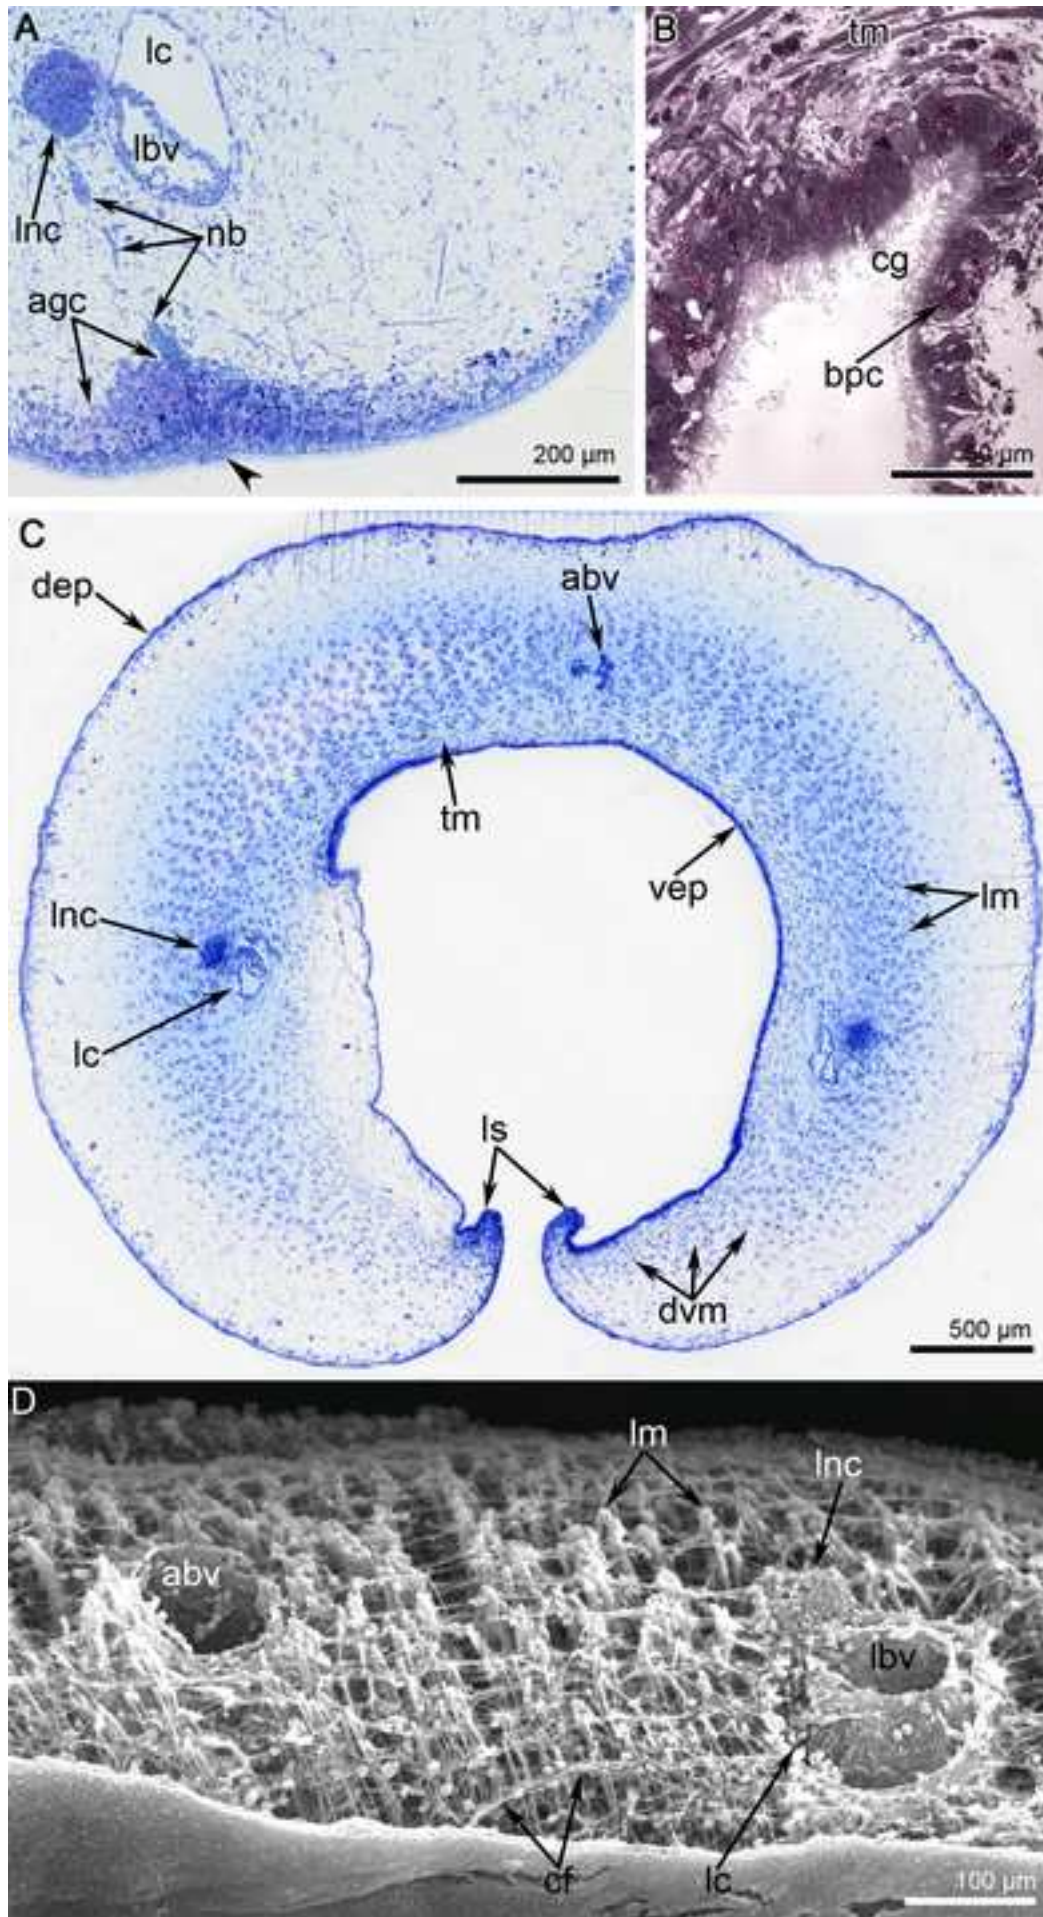 A
lc
lbv
lnc
nb
agc
200 µm
B
tm
cg
bpc
C
dep
abv
tm
vep
lnc
lm
lc
ls
dvm
500 µm
D
lm
lnc
abv
lbv
cf
lc
100 µm